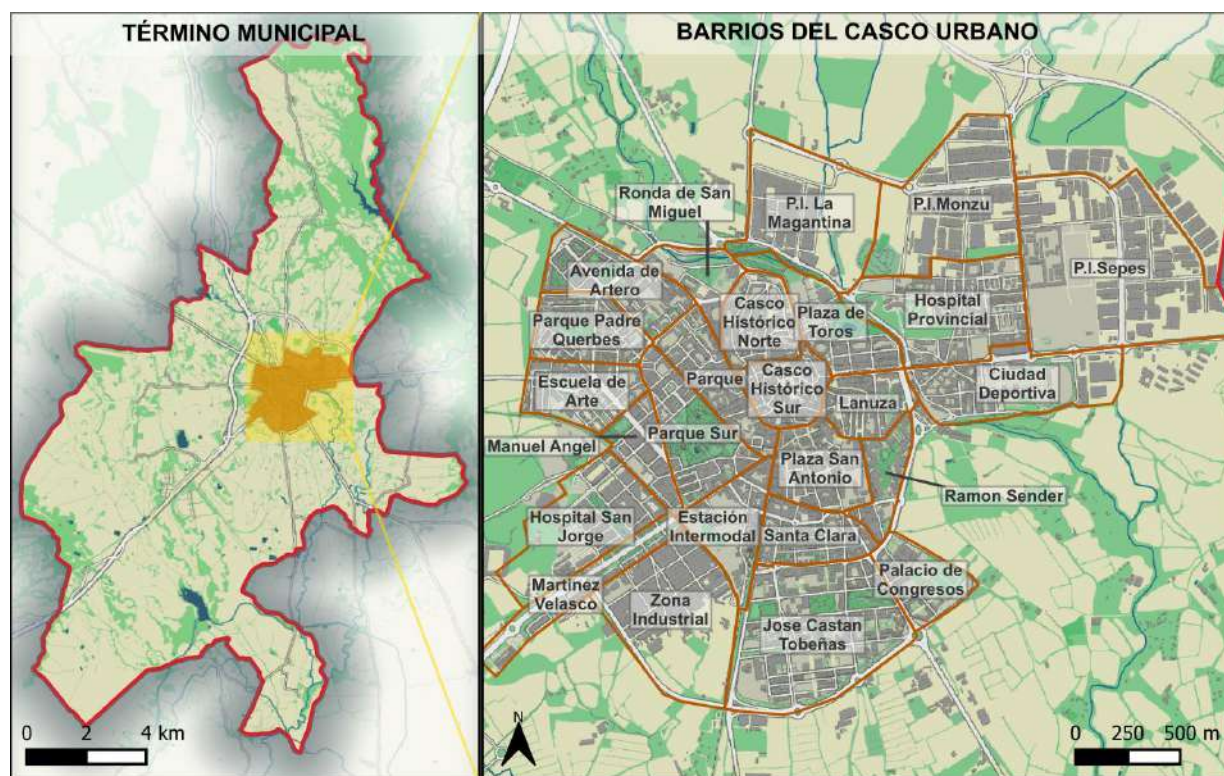 TÉRMINO MUNICIPAL
BARRIOS DEL CASCO URBANO
Ronda de San
Miguel
P.I. La
Magantina
P.I.Monzu
P.I.Sepes
Avenida de
Artero
Casco
Histórico
Norte
Plaza de
Toros
Hospital
Provincial
Parque Padre
Querbes
Escuela de
Arte
Parque
Casco
Histórico
Sur
Lanuza
Ciudad
Deportiva
Manuel Angel
Parque Sur
Plaza San
Antonio
Ramon Sender
Hospital San
Jorge
Estación
Intermodal
Santa Clara
Martinez
Velasco
Zona
Industrial
Palacio de
Congresos
Jose Castan
Tobeñas
0 2 4 km
N
0 250 500 m